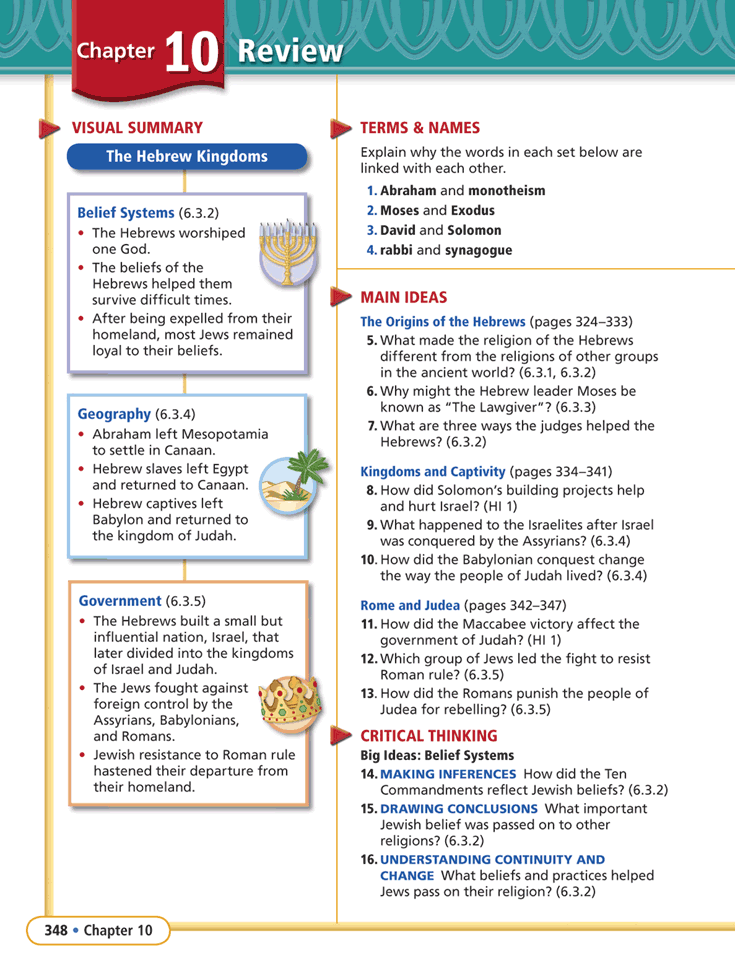 Chapter 10 Review
VISUAL SUMMARY
The Hebrew Kingdoms
Belief Systems (6.3.2)
• The Hebrews worshiped
one God.
• The beliefs of the
Hebrews helped them
survive difficult times.
• After being expelled from their
homeland, most Jews remained
loyal to their beliefs.
Geography (6.3.4)
• Abraham left Mesopotamia
to settle in Canaan.
• Hebrew slaves left Egypt
and returned to Canaan.
• Hebrew captives left
Babylon and returned to
the kingdom of Judah.
Government (6.3.5)
• The Hebrews built a small but
influential nation, Israel, that
later divided into the kingdoms
of Israel and Judah.
• The Jews fought against
foreign control by the
Assyrians, Babylonians,
and Romans.
• Jewish resistance to Roman rule
hastened their departure from
their homeland.
TERMS & NAMES
Explain why the words in each set below are
linked with each other.
1. Abraham and monotheism
2. Moses and Exodus
3. David and Solomon
4. rabbi and synagogue
MAIN IDEAS
The Origins of the Hebrews (pages 324–333)
5. What made the religion of the Hebrews
different from the religions of other groups
in the ancient world? (6.3.1, 6.3.2)
6. Why might the Hebrew leader Moses be
known as “The Lawgiver“? (6.3.3)
7. What are three ways the judges helped the
Hebrews? (6.3.2)
Kingdoms and Captivity (pages 334–341)
8. How did Solomon’s building projects help
and hurt Israel? (HI 1)
9. What happened to the Israelites after Israel
was conquered by the Assyrians? (6.3.4)
10. How did the Babylonian conquest change
the way the people of Judah lived? (6.3.4)
Rome and Judea (pages 342–347)
11. How did the Maccabee victory affect the
government of Judah? (HI 1)
12. Which group of Jews led the fight to resist
Roman rule? (6.3.5)
13. How did the Romans punish the people of
Judea for rebelling? (6.3.5)
CRITICAL THINKING
Big Ideas: Belief Systems
14. MAKING INFERENCES How did the Ten
Commandments reflect Jewish beliefs? (6.3.2)
15. DRAWING CONCLUSIONS What important
Jewish belief was passed on to other
religions? (6.3.2)
16. UNDERSTANDING CONTINUITY AND
CHANGE What beliefs and practices helped
Jews pass on their religion? (6.3.2)
348 • Chapter 10